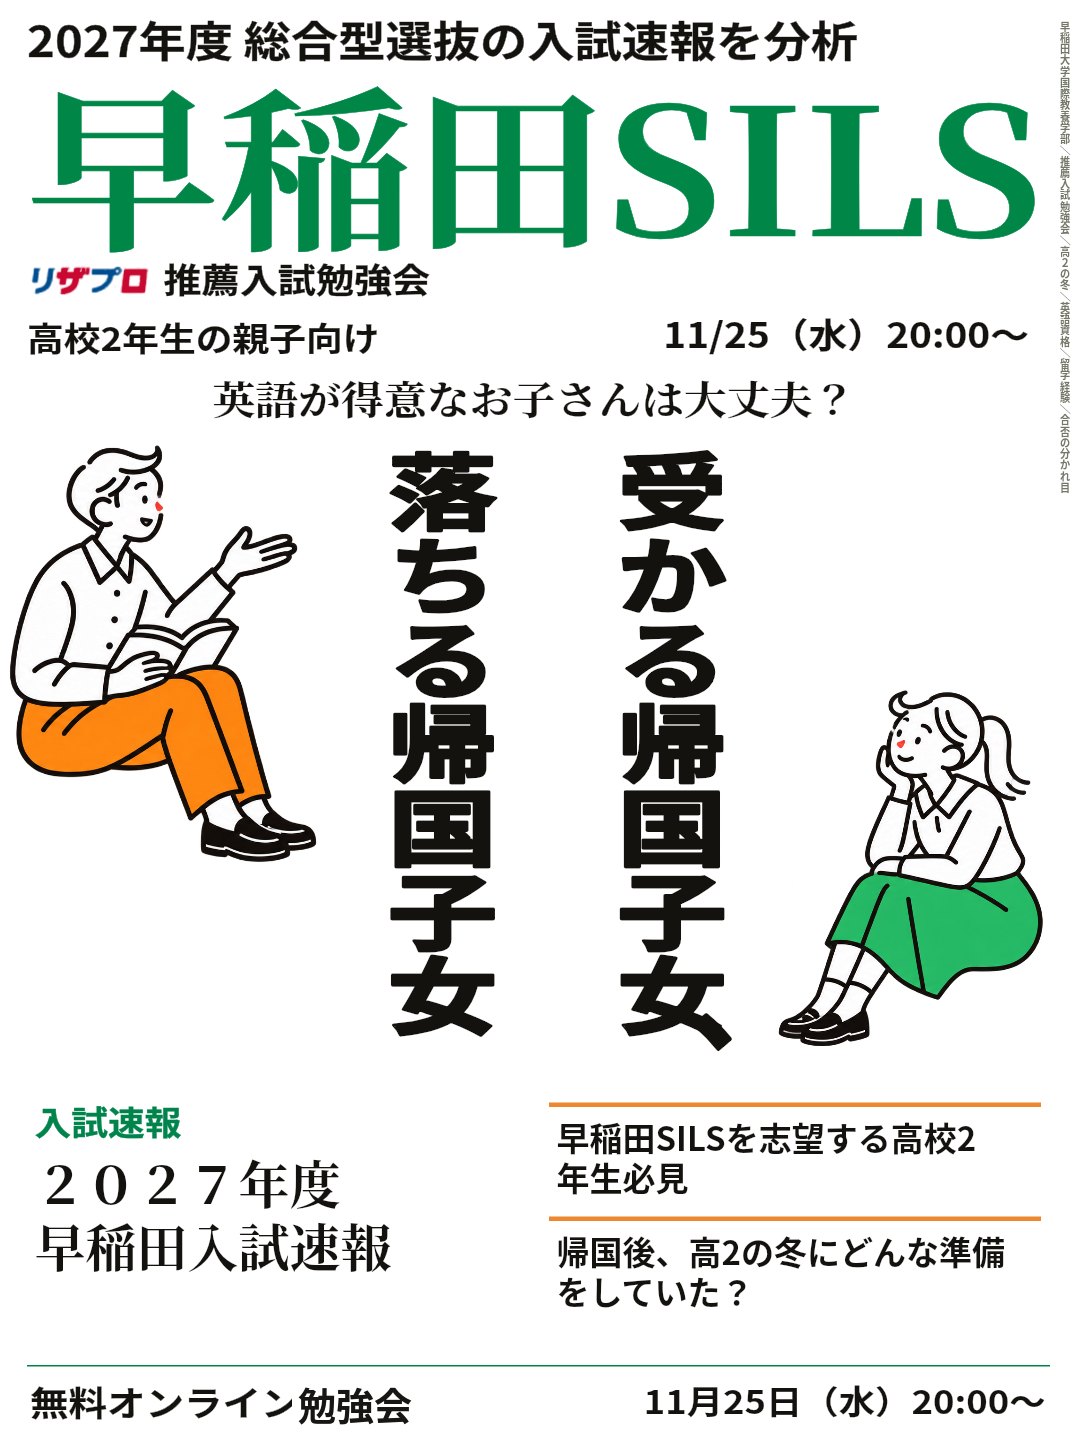 2027年度 総合型選抜の入試速報を分析
早稲田SILS
リザプロ 推薦入試勉強会
高校2年生の親子向け
11/25（水）20:00〜
英語が得意なお子さんは大丈夫？
受かる帰国子女、
落ちる帰国子女
早稲田大学国際教養学部／推薦入試勉強会／高2の冬／英語資格／留学経験／合否の分かれ目
入試速報
２０２７年度
早稲田入試速報
早稲田SILSを志望する高校2
年生必見
帰国後、高2の冬にどんな準備
をしていた？
無料オンライン勉強会
11月25日（水）20:00〜